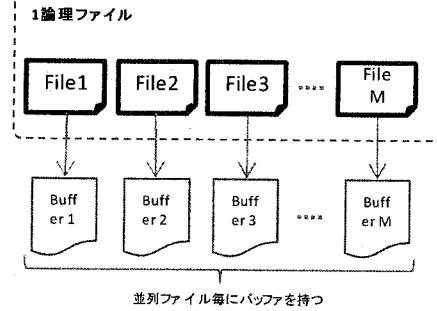 1論理ファイル
File1
File2
File3
File
M
Buff
er 1
Buff
er 2
Buff
er 3
Buff
er M
並列ファイル毎にバッファを持つ